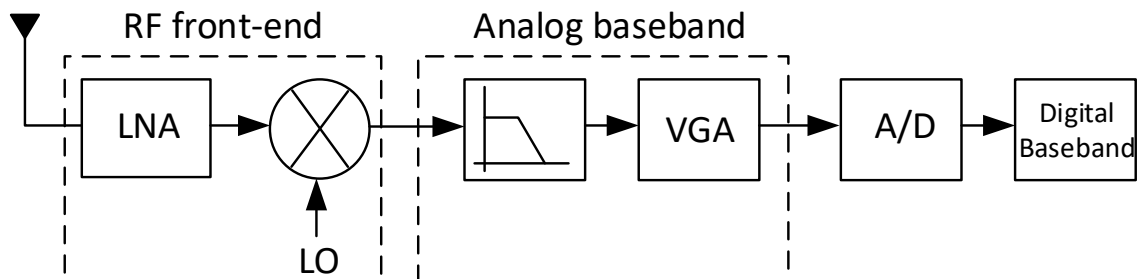 RF front-end
Analog baseband
LNA
VGA
A/D
Digital
Baseband
LO